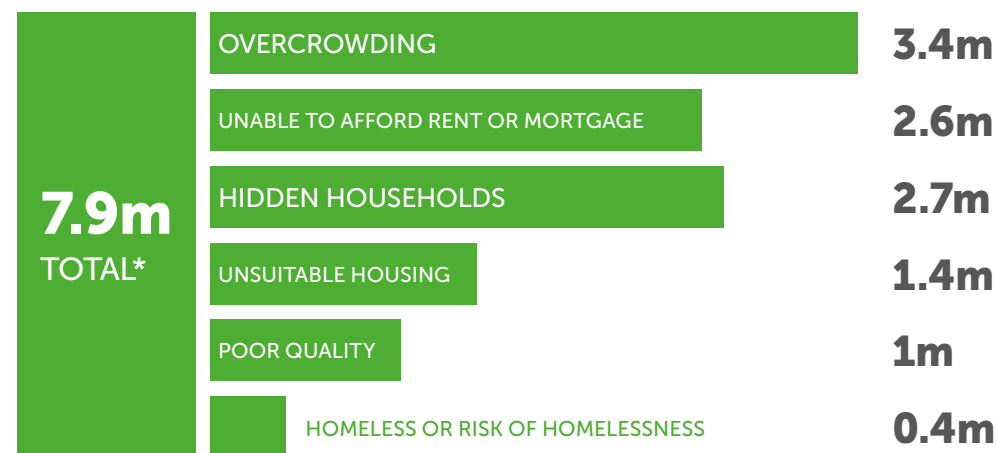 7.9m
TOTAL*
OVERCROWDING 3.4m
UNABLE TO AFFORD RENT OR MORTGAGE 2.6m
HIDDEN HOUSEHOLDS 2.7m
UNSUITABLE HOUSING 1.4m
POOR QUALITY 1m
HOMELESS OR RISK OF HOMELESSNESS 0.4m